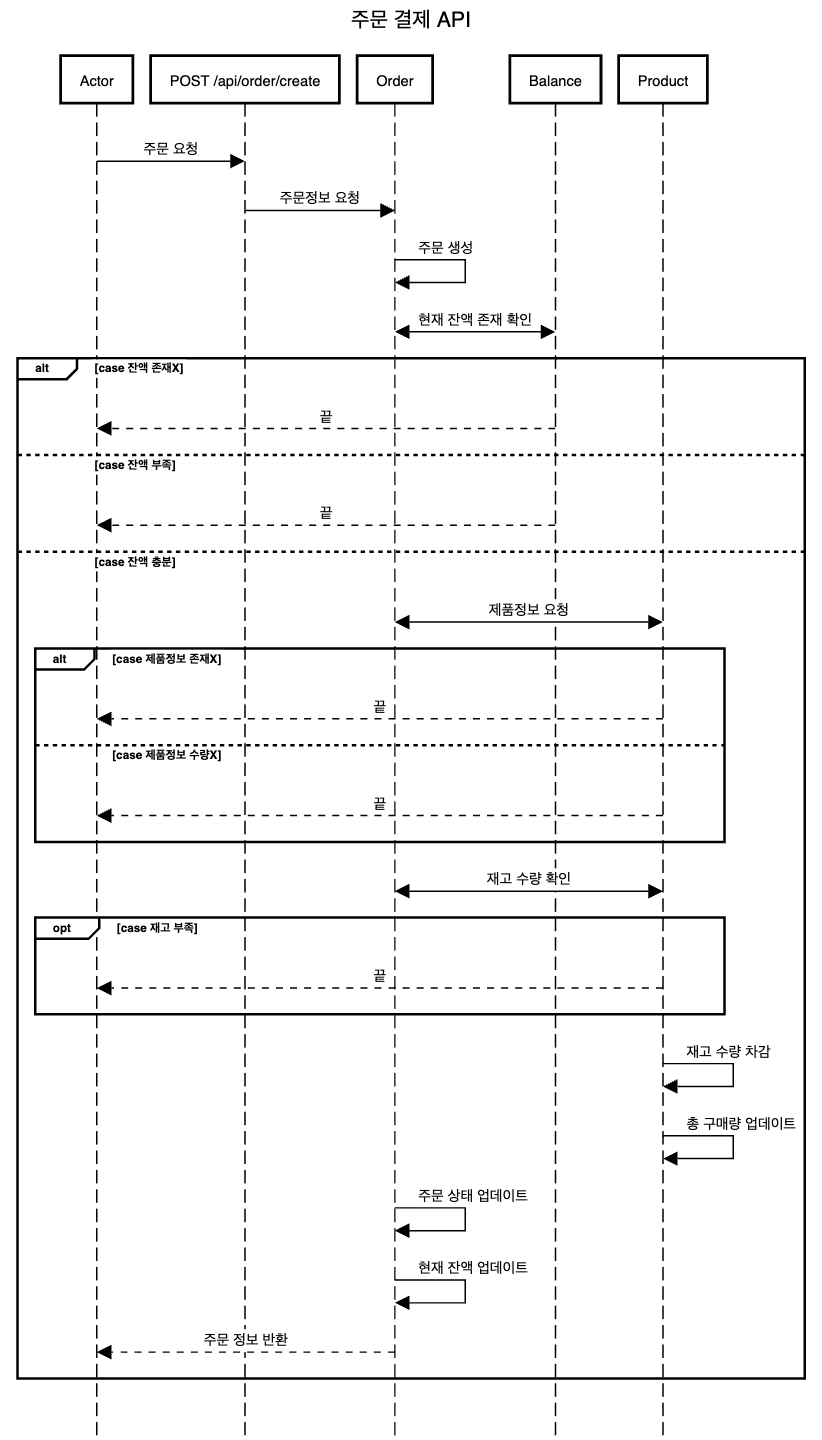 주문 결제 API
Actor
POST /api/order/create
Order
Balance
Product
주문 요청
주문정보 요청
주문 생성
현재 잔액 존재 확인
alt
[case 잔액 존재X]
끝
[case 잔액 부족]
끝
[case 잔액 충분]
제품정보 요청
alt
[case 제품정보 존재X]
끝
[case 제품정보 수량X]
끝
재고 수량 확인
opt
[case 재고 부족]
끝
재고 수량 차감
총 구매량 업데이트
주문 상태 업데이트
현재 잔액 업데이트
주문 정보 반환